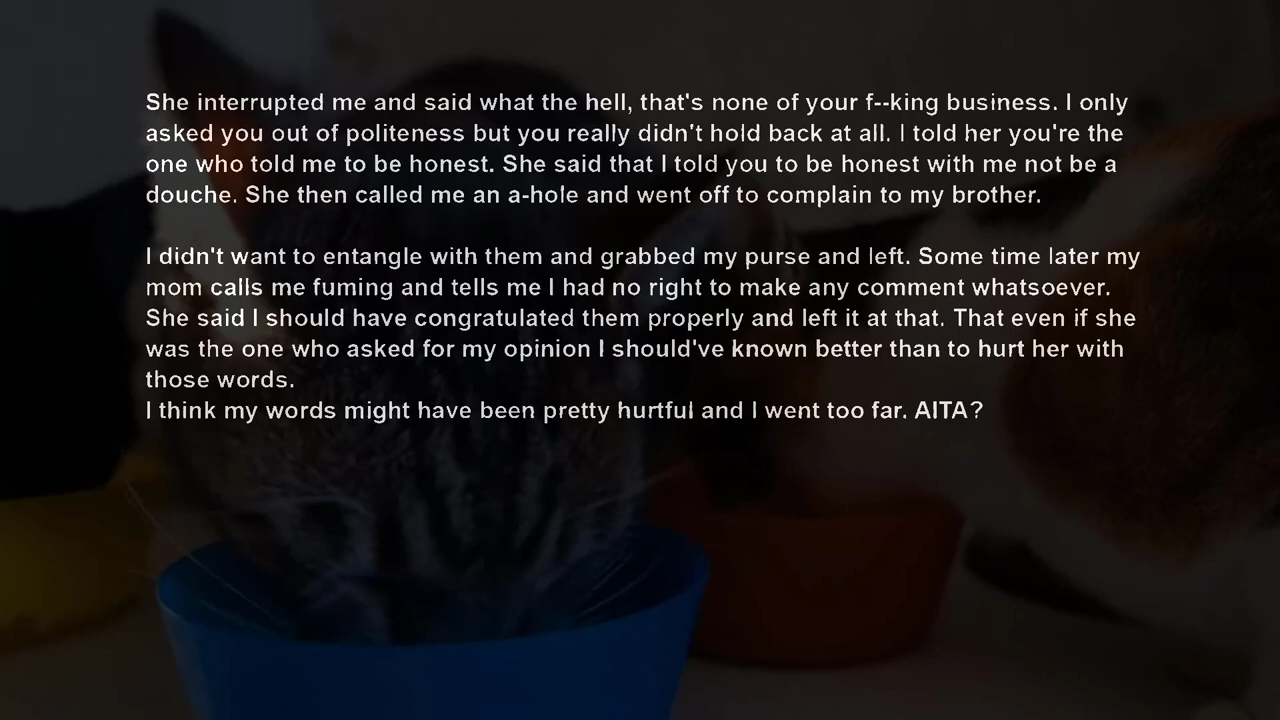 She interrupted me and said what the hell, that's none of your f--king business. I only
asked you out of politeness but you really didn't hold back at all. I told her you're the
one who told me to be honest. She said that I told you to be honest with me not be a
douche. She then called me an a-hole and went off to complain to my brother.
I didn't want to entangle with them and grabbed my purse and left. Some time later my
mom calls me fuming and tells me I had no right to make any comment whatsoever.
She said I should have congratulated them properly and left it at that. That even if she
was the one who asked for my opinion I should've known better than to hurt her with
those words.
I think my words might have been pretty hurtful and I went too far. AITA?